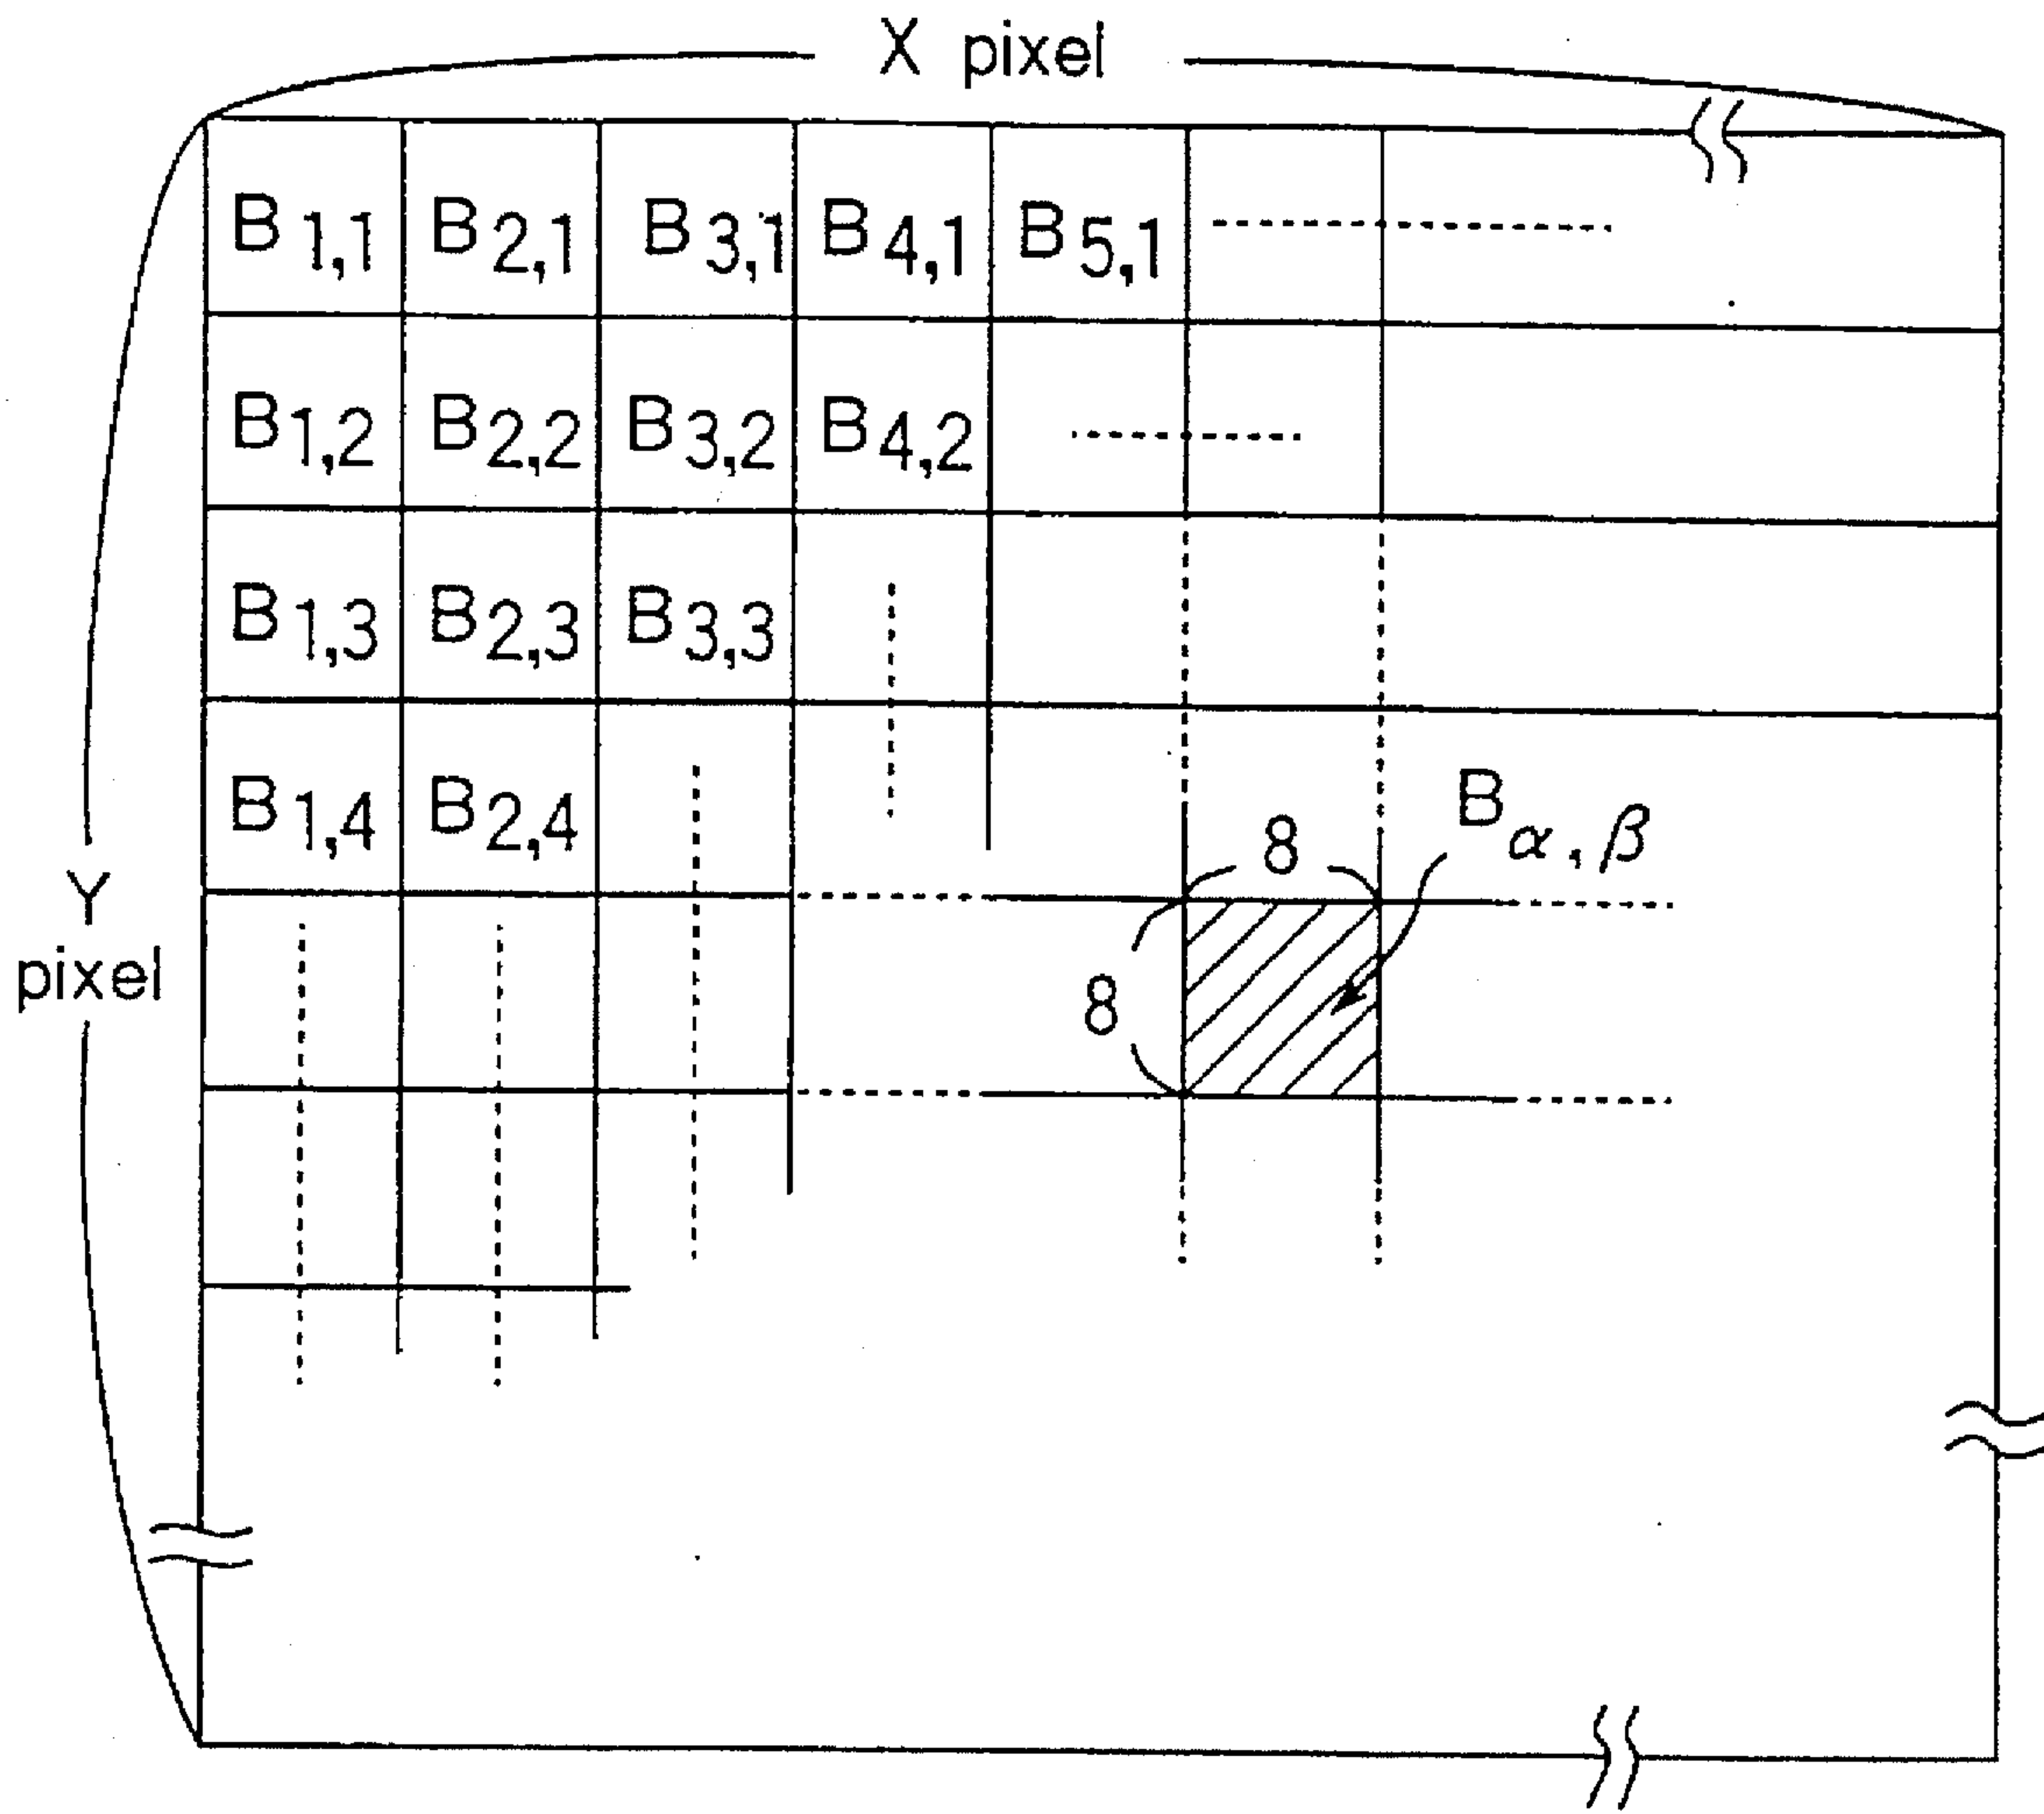 X pixel
B1,1 B2,1 B3,1 B4,1 B5,1
B1,2 B2,2 B3,2 B4,2
B1,3 B2,3 B3,3
B1,4 B2,4
Bα,β
8
8
Y
pixel